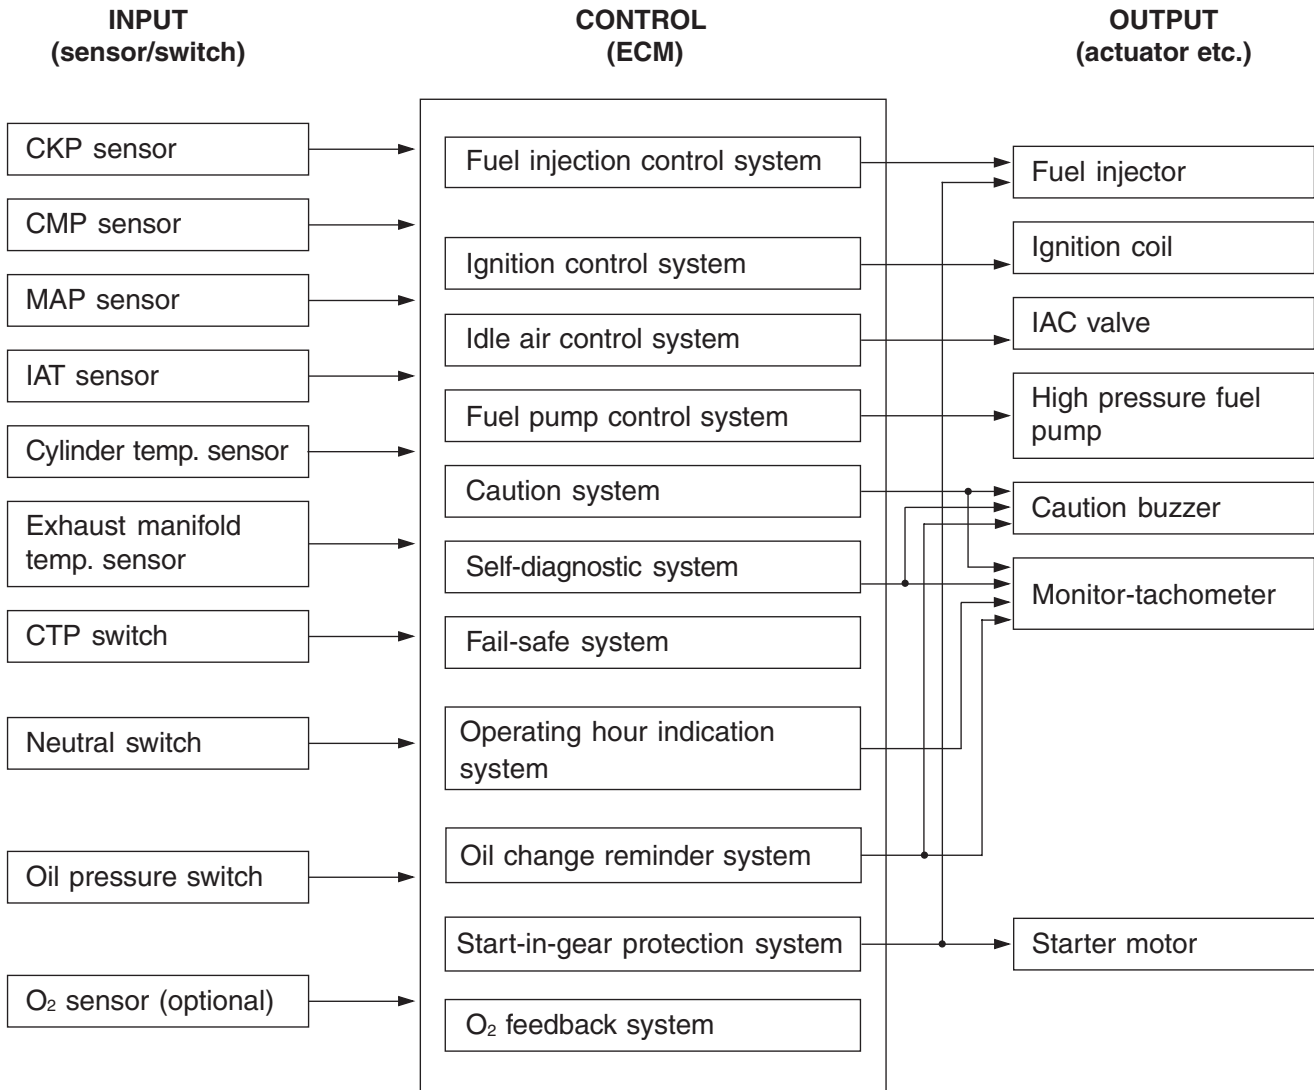 INPUT
(sensor/switch)
CKP sensor
CMP sensor
MAP sensor
IAT sensor
Cylinder temp. sensor
Exhaust manifold
temp. sensor
CTP switch
Neutral switch
Oil pressure switch
O₂ sensor (optional)
CONTROL
(ECM)
Fuel injection control system
Ignition control system
Idle air control system
Fuel pump control system
Caution system
Self-diagnostic system
Fail-safe system
Operating hour indication
system
Oil change reminder system
Start-in-gear protection system
O₂ feedback system
OUTPUT
(actuator etc.)
Fuel injector
Ignition coil
IAC valve
High pressure fuel
pump
Caution buzzer
Monitor-tachometer
Starter motor